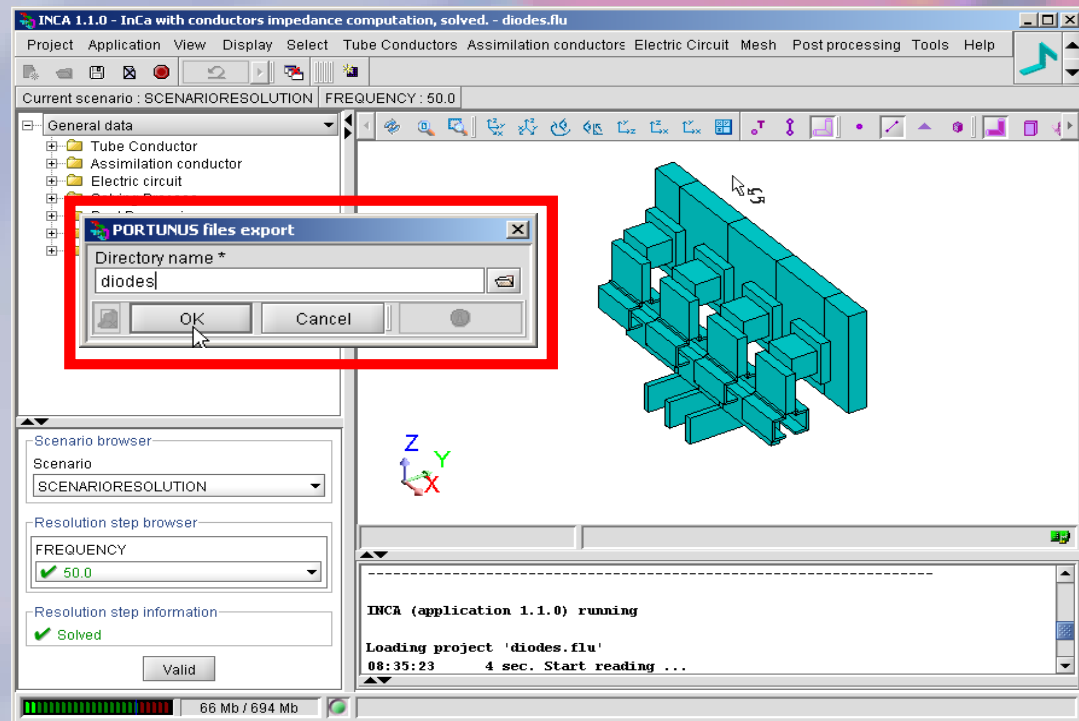 INCA 1.1.0 - InCa with conductors impedance computation, solved. - diodes.flu
Project Application View Display Select Tube Conductors Assimilation conductors Electric Circuit Mesh Post processing Tools Help
Current scenario : SCENARIORESOLUTION FREQUENCY : 50.0
General data
Tube Conductor
Assimilation conductor
Electric circuit
PORTUNUS files export
Directory name *
diodes
OK Cancel
Z
Y
X
Scenario browser
Scenario
SCENARIORESOLUTION
Resolution step browser
FREQUENCY
50.0
Resolution step information
Solved
Valid
--------------------------------------------------------------------
INCA (application 1.1.0) running
Loading project 'diodes.flu'
08:35:23 4 sec. Start reading ...
66 Mb / 694 Mb